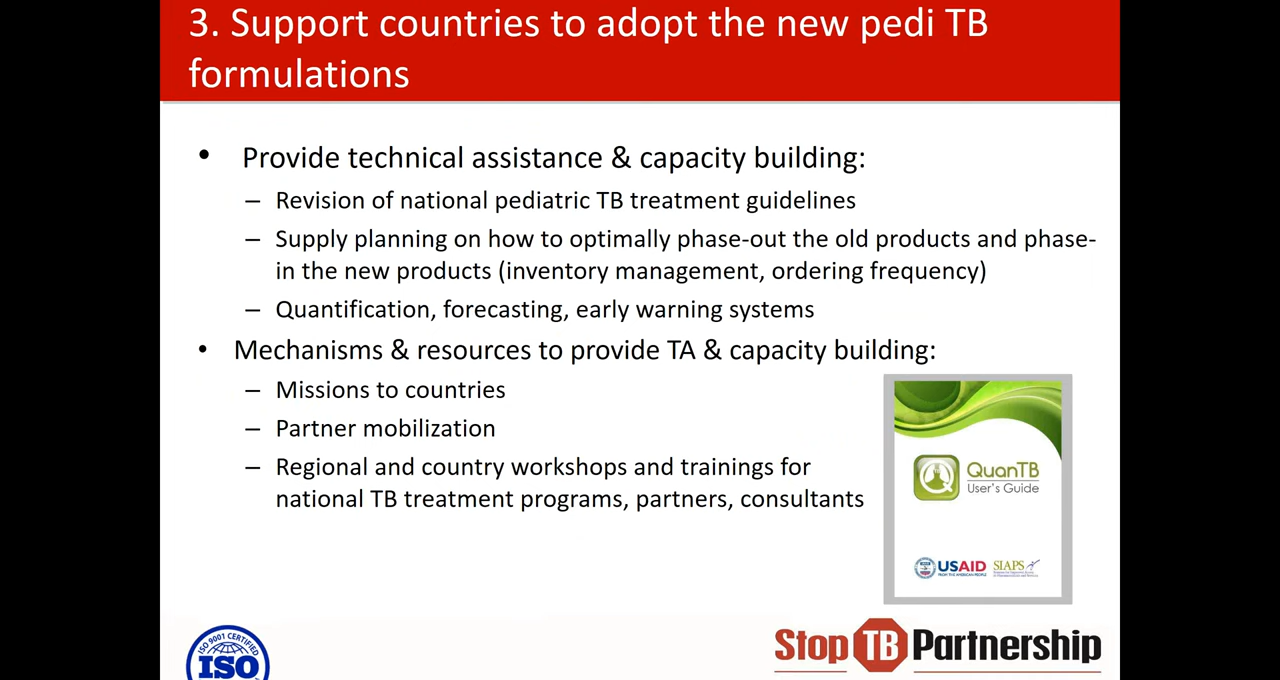 3. Support countries to adopt the new pedi TB
formulations
• Provide technical assistance & capacity building:
– Revision of national pediatric TB treatment guidelines
– Supply planning on how to optimally phase-out the old products and phase-
in the new products (inventory management, ordering frequency)
– Quantification, forecasting, early warning systems
• Mechanisms & resources to provide TA & capacity building:
– Missions to countries
– Partner mobilization
– Regional and country workshops and trainings for
national TB treatment programs, partners, consultants
QuanTB
User's Guide
USAID
FROM THE AMERICAN PEOPLE
SIAPS
ISO 9001 CERTIFIED
ISO
Stop TB Partnership